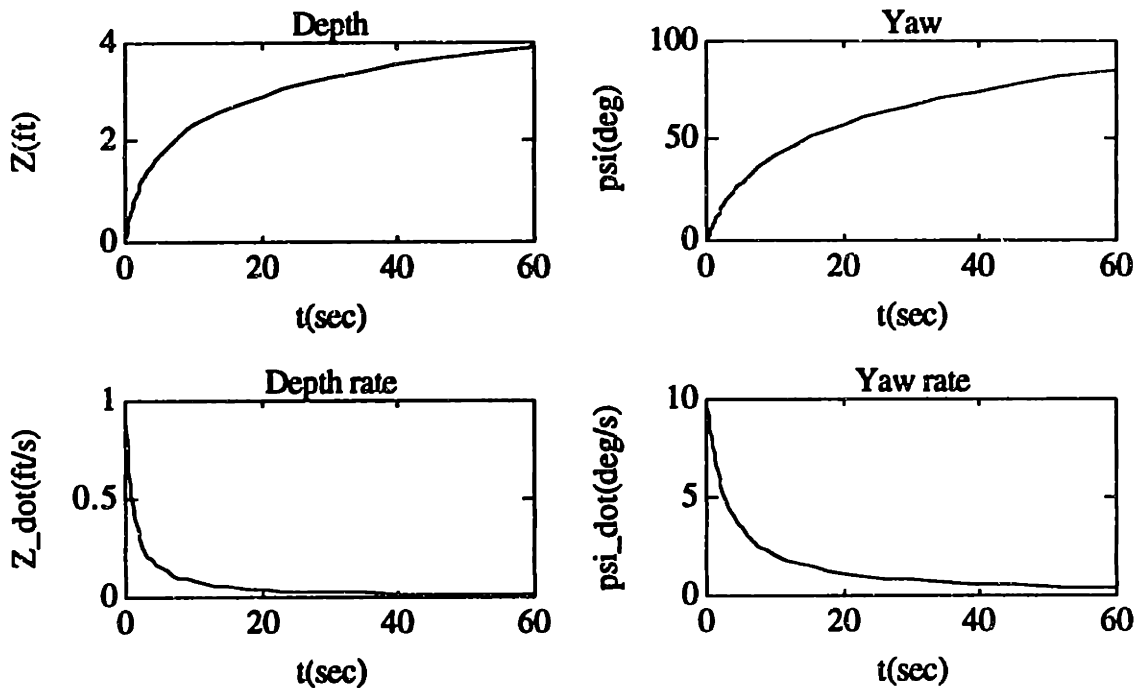 Depth
Z(ft)
4
2
0
0 20 40 60
t(sec)
Yaw
psi(deg)
100
50
0
0 20 40 60
t(sec)
Depth rate
Z_dot(ft/s)
1
0.5
0
0 20 40 60
t(sec)
Yaw rate
psi_dot(deg/s)
10
5
0
0 20 40 60
t(sec)